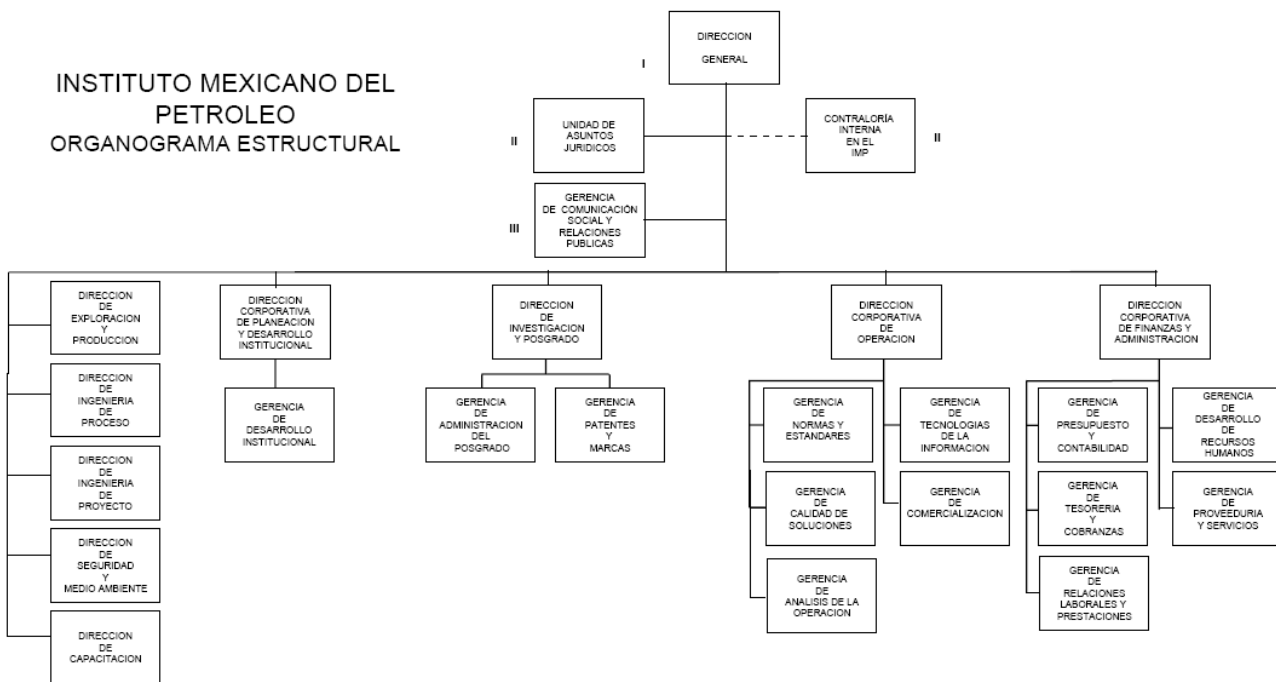 INSTITUTO MEXICANO DEL
PETROLEO
ORGANOGRAMA ESTRUCTURAL
DIRECCION
GENERAL
I
UNIDAD DE
ASUNTOS
JURIDICOS
II
CONTRALORÍA
INTERNA
EN EL
IMP
II
GERENCIA
DE COMUNICACIÓN
SOCIAL Y
RELACIONES
PUBLICAS
III
DIRECCION
DE
EXPLORACION
Y
PRODUCCION
DIRECCION
DE
INGENIERIA
DE
PROCESO
DIRECCION
DE
INGENIERIA
DE
PROYECTO
DIRECCION
DE
SEGURIDAD
Y
MEDIO AMBIENTE
DIRECCION
DE
CAPACITACION
DIRECCION
CORPORATIVA
DE PLANEACION
Y DESARROLLO
INSTITUCIONAL
GERENCIA
DE
DESARROLLO
INSTITUCIONAL
DIRECCION
DE
INVESTIGACION
Y POSGRADO
GERENCIA
DE
ADMINISTRACION
DEL
POSGRADO
GERENCIA
DE
PATENTES
Y
MARCAS
DIRECCION
CORPORATIVA
DE
OPERACION
GERENCIA
DE
NORMAS Y
ESTANDARES
GERENCIA
DE
TECNOLOGIAS
DE LA
INFORMACION
GERENCIA
DE
CALIDAD DE
SOLUCIONES
GERENCIA
DE
COMERCIALIZACION
GERENCIA
DE
ANALISIS DE LA
OPERACION
DIRECCION
CORPORATIVA
DE FINANZAS Y
ADMINISTRACION
GERENCIA
DE
PRESUPUESTO
Y
CONTABILIDAD
GERENCIA
DE
DESARROLLO
DE
RECURSOS
HUMANOS
GERENCIA
DE
TESORERIA
Y
COBRANZAS
GERENCIA
DE
PROVEEDURIA
Y SERVICIOS
GERENCIA
DE
RELACIONES
LABORALES Y
PRESTACIONES